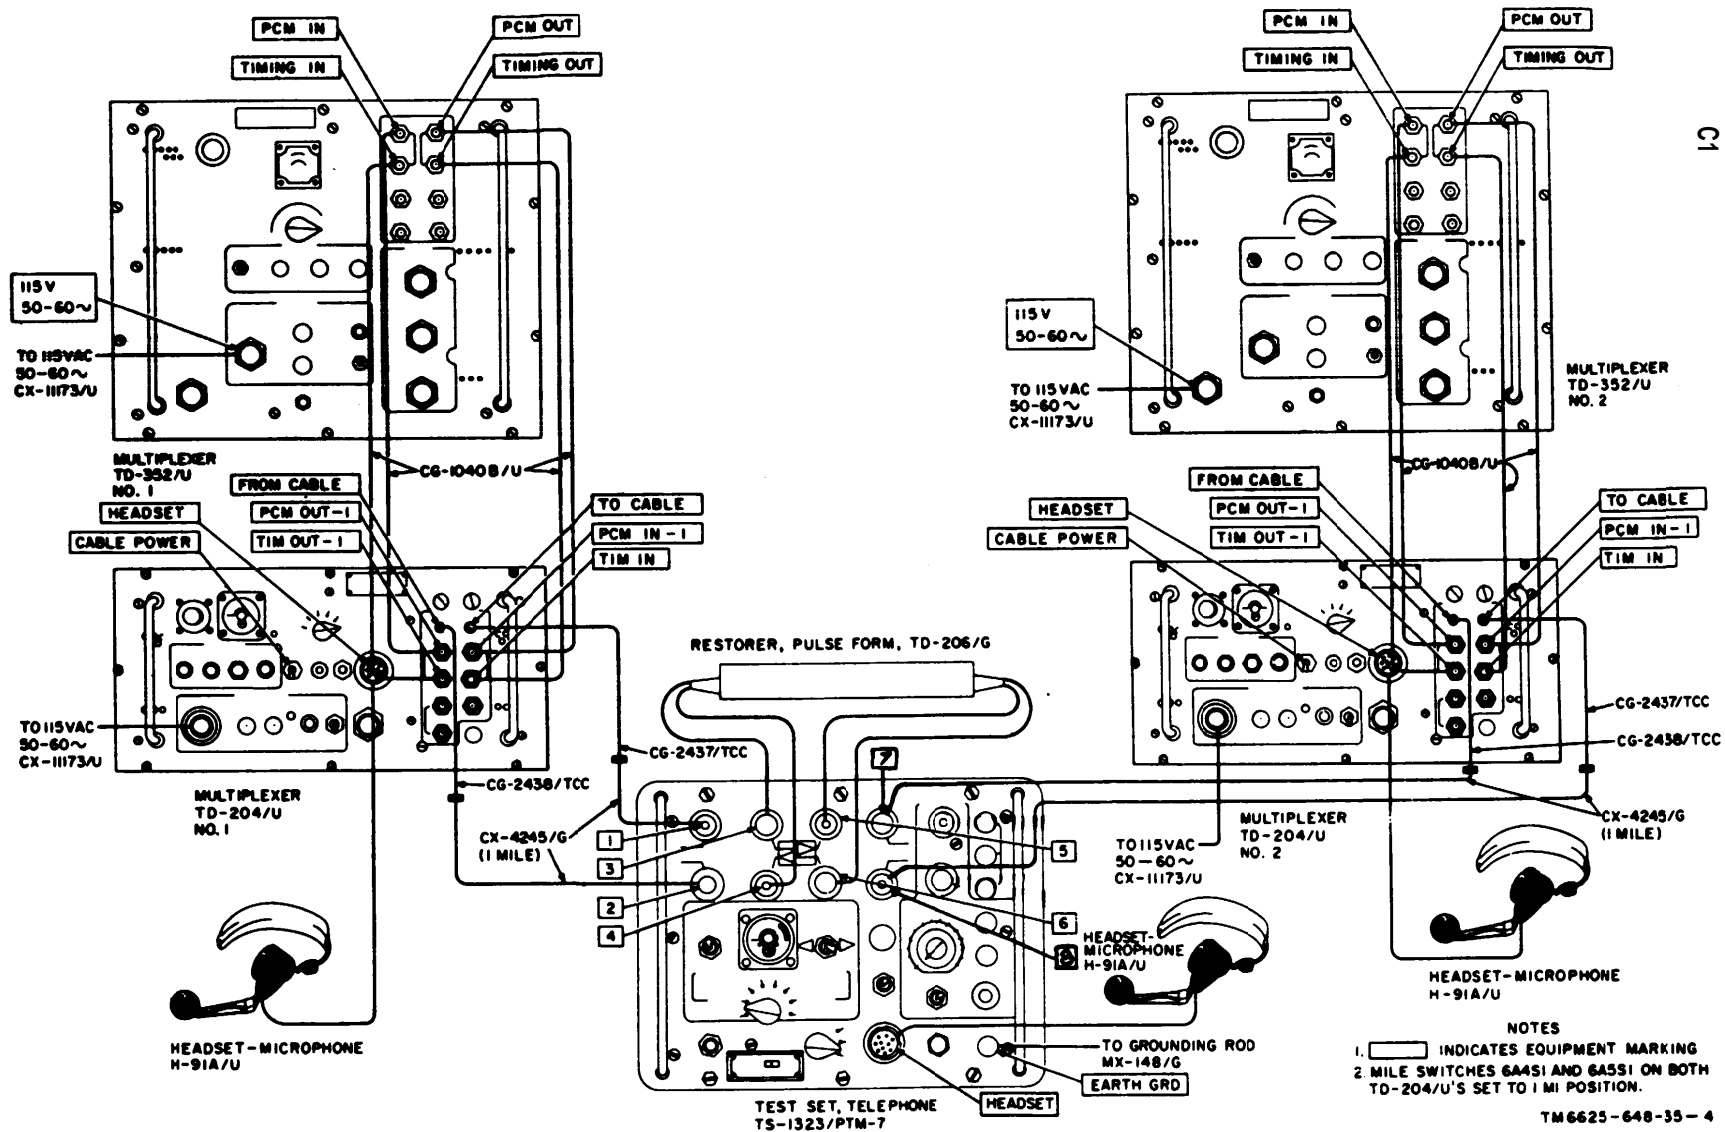 PCM IN
PCM OUT
TIMING IN
TIMING OUT
PCM IN
PCM OUT
TIMING IN
TIMING OUT
C1
115V
50-60~
TO 115VAC
50-60~
CX-11173/U
MULTIPLEXER
TD-352/U
NO. 1
115V
50-60~
TO 115VAC
50-60~
CX-11173/U
MULTIPLEXER
TD-352/U
NO. 2
CG-1040B/U
FROM CABLE
HEADSET
PCM OUT-1
CABLE POWER
TIM OUT-1
TO CABLE
PCM IN-1
TIM IN
CG-1040B/U
FROM CABLE
HEADSET
PCM OUT-1
CABLE POWER
TIM OUT-1
TO CABLE
PCM IN-1
TIM IN
RESTORER, PULSE FORM, TD-206/G
TO 115VAC
50-60~
CX-11173/U
MULTIPLEXER
TD-204/U
NO. 1
CG-2437/TCC
CG-2438/TCC
CX-4245/G
(1 MILE)
CG-2437/TCC
CG-2438/TCC
CX-4245/G
(1 MILE)
MULTIPLEXER
TD-204/U
NO. 2
TO 115VAC
50-60~
CX-11173/U
7
1
3
2
4
5
6
8
HEADSET-
MICROPHONE
H-91A/U
HEADSET-MICROPHONE
H-91A/U
HEADSET-MICROPHONE
H-91A/U
TO GROUNDING ROD
MX-148/G
EARTH GRD
HEADSET
TEST SET, TELEPHONE
TS-1323/PTM-7
NOTES
1. INDICATES EQUIPMENT MARKING
2. MILE SWITCHES 6A4S1 AND 6A5S1 ON BOTH
TD-204/U'S SET TO 1 MI POSITION.
TM6625-648-35-4